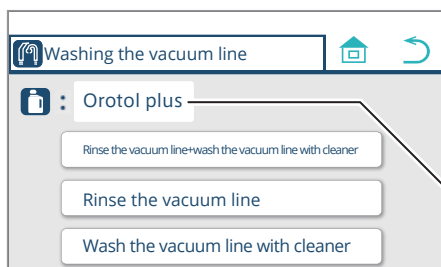 Washing the vacuum line
: Orotol plus
Rinse the vacuum line+wash the vacuum line with cleaner
Rinse the vacuum line
Wash the vacuum line with cleaner